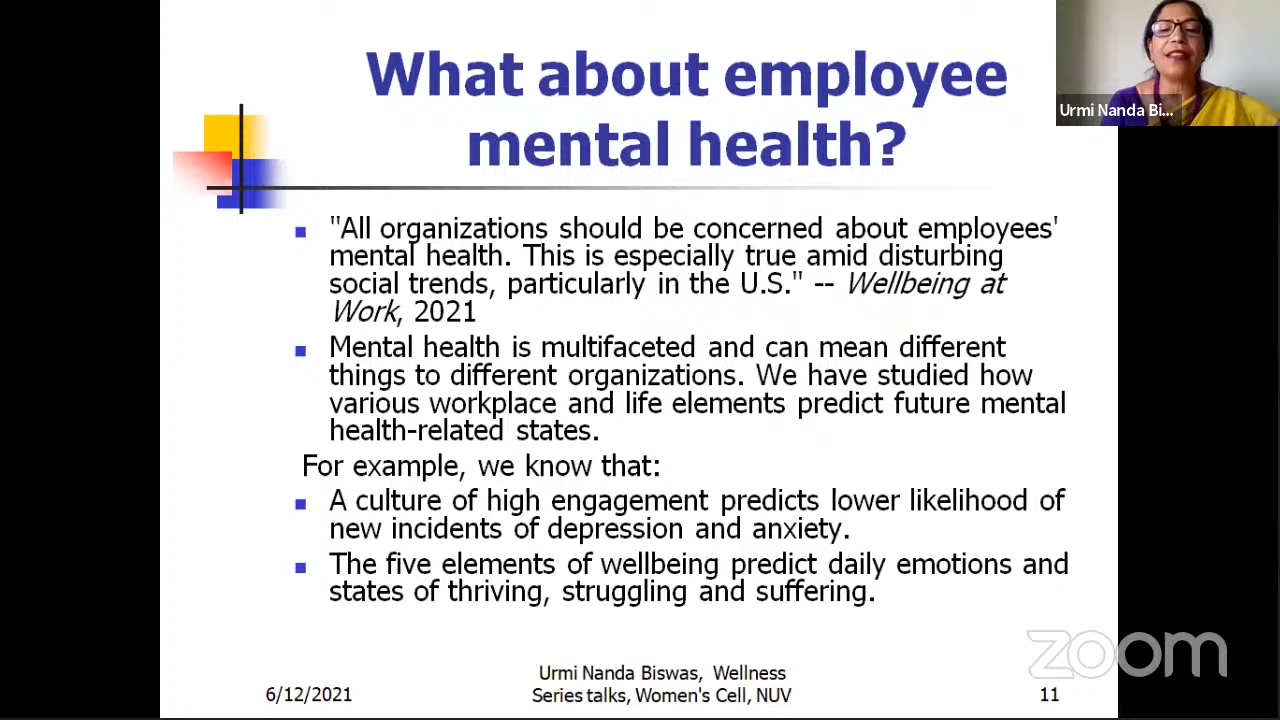 What about employee
mental health?
Urmi Nanda Bi...
"All organizations should be concerned about employees'
mental health. This is especially true amid disturbing
social trends, particularly in the U.S." -- Wellbeing at
Work, 2021
Mental health is multifaceted and can mean different
things to different organizations. We have studied how
various workplace and life elements predict future mental
health-related states.
For example, we know that:
A culture of high engagement predicts lower likelihood of
new incidents of depression and anxiety.
The five elements of wellbeing predict daily emotions and
states of thriving, struggling and suffering.
6/12/2021
Urmi Nanda Biswas, Wellness
Series talks, Women's Cell, NUV
11
zoom